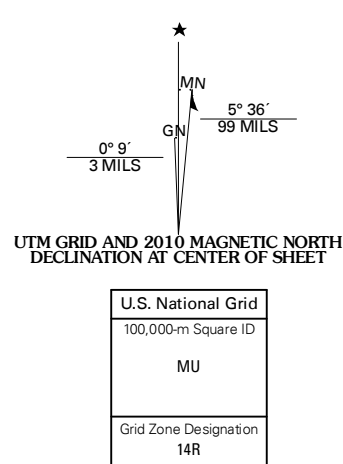 MN
5° 36´
99 MILS
GN
0° 9´
3 MILS
UTM GRID AND 2010 MAGNETIC NORTH
DECLINATION AT CENTER OF SHEET
U.S. National Grid
100,000-m Square ID
MU
Grid Zone Designation
14R